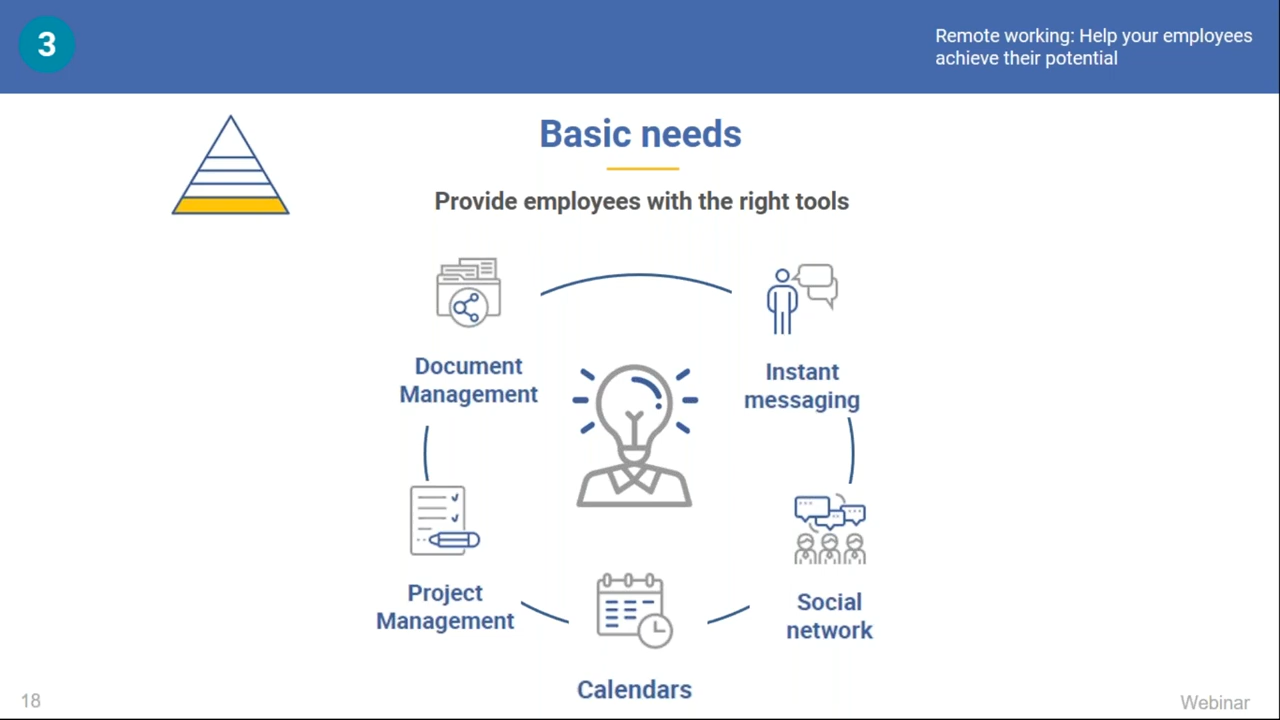 3
Remote working: Help your employees
achieve their potential
Basic needs
Provide employees with the right tools
Document
Management
Instant
messaging
Project
Management
Social
network
Calendars
18
Webinar